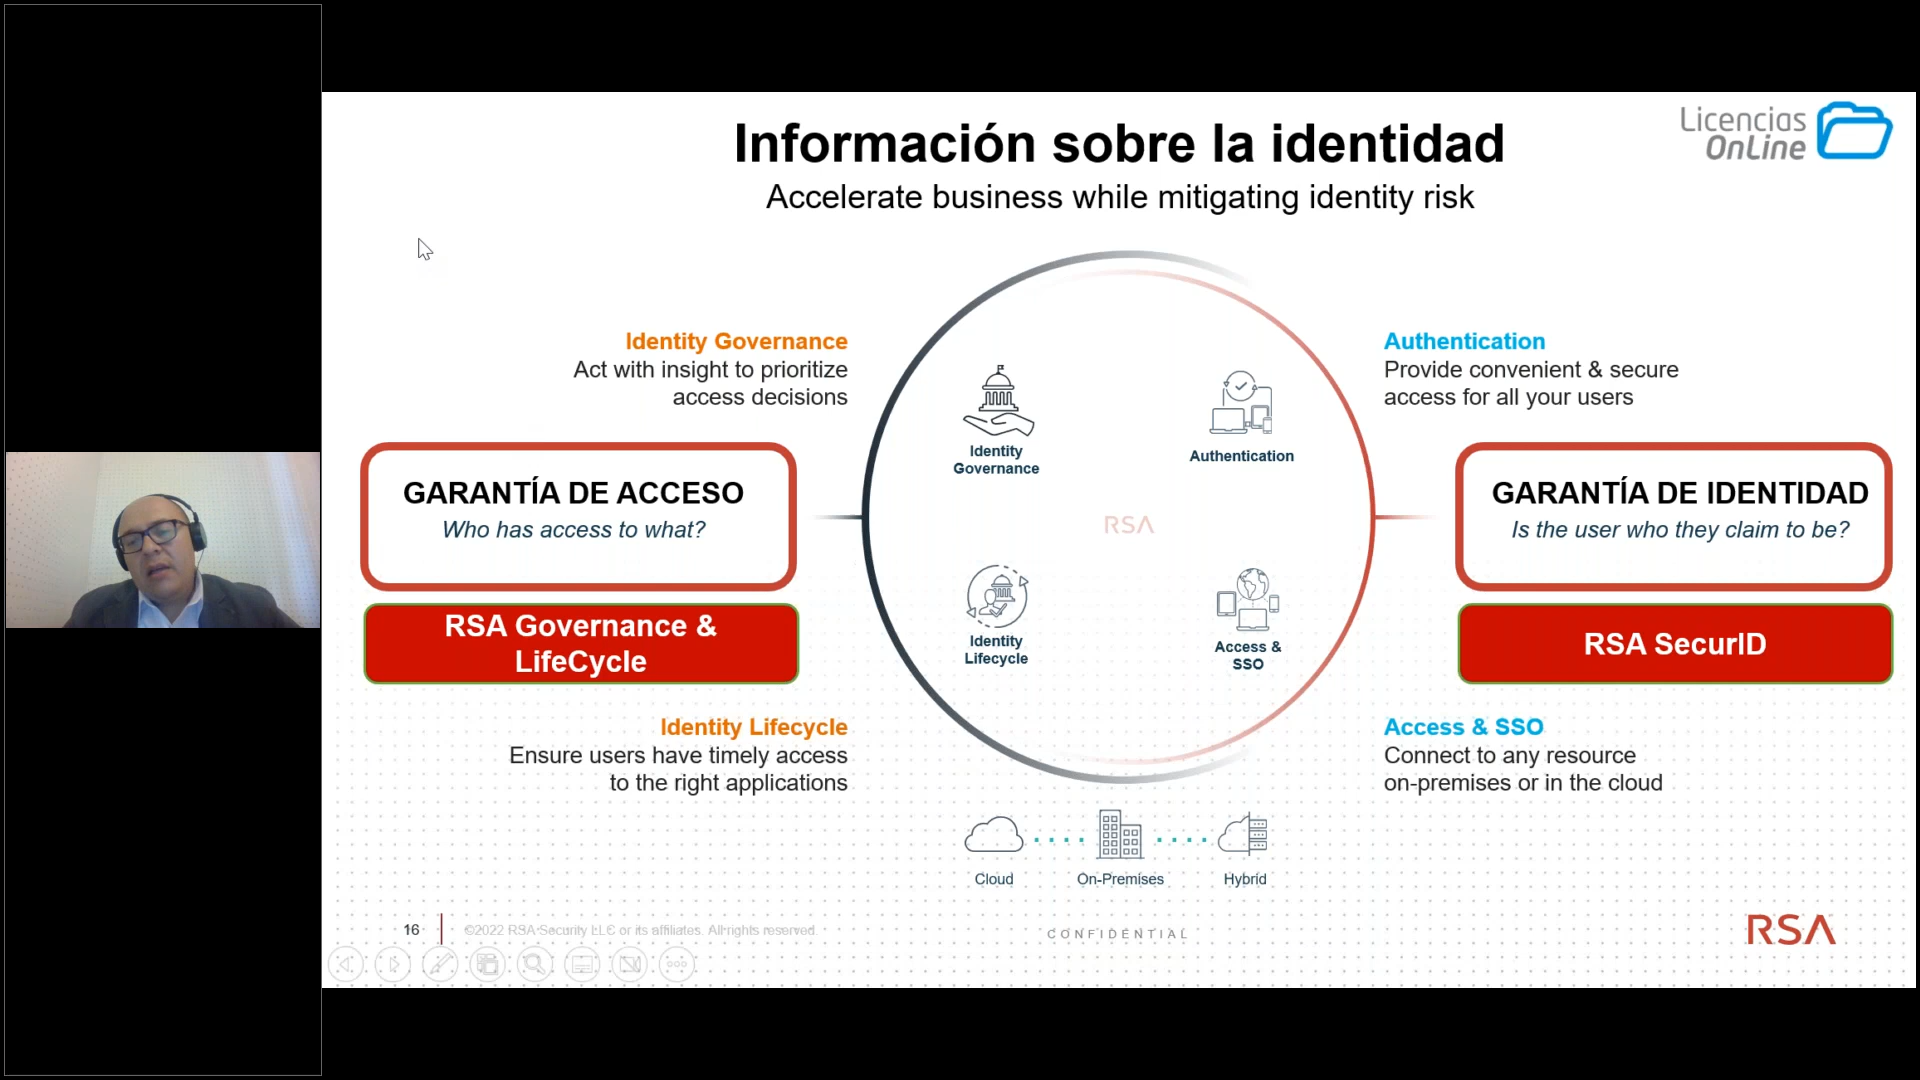 Información sobre la identidad
Accelerate business while mitigating identity risk
Licencias
OnLine
Identity Governance
Act with insight to prioritize
access decisions
GARANTÍA DE ACCESO
Who has access to what?
RSA Governance &
LifeCycle
Identity Lifecycle
Ensure users have timely access
to the right applications
Identity
Governance
Authentication
RSA
Identity
Lifecycle
Access &
SSO
Authentication
Provide convenient & secure
access for all your users
GARANTÍA DE IDENTIDAD
Is the user who they claim to be?
RSA SecurID
Access & SSO
Connect to any resource
on-premises or in the cloud
Cloud
On-Premises
Hybrid
16
©2022 RSA Security LLC or its affiliates. All rights reserved.
CONFIDENTIAL
RSA